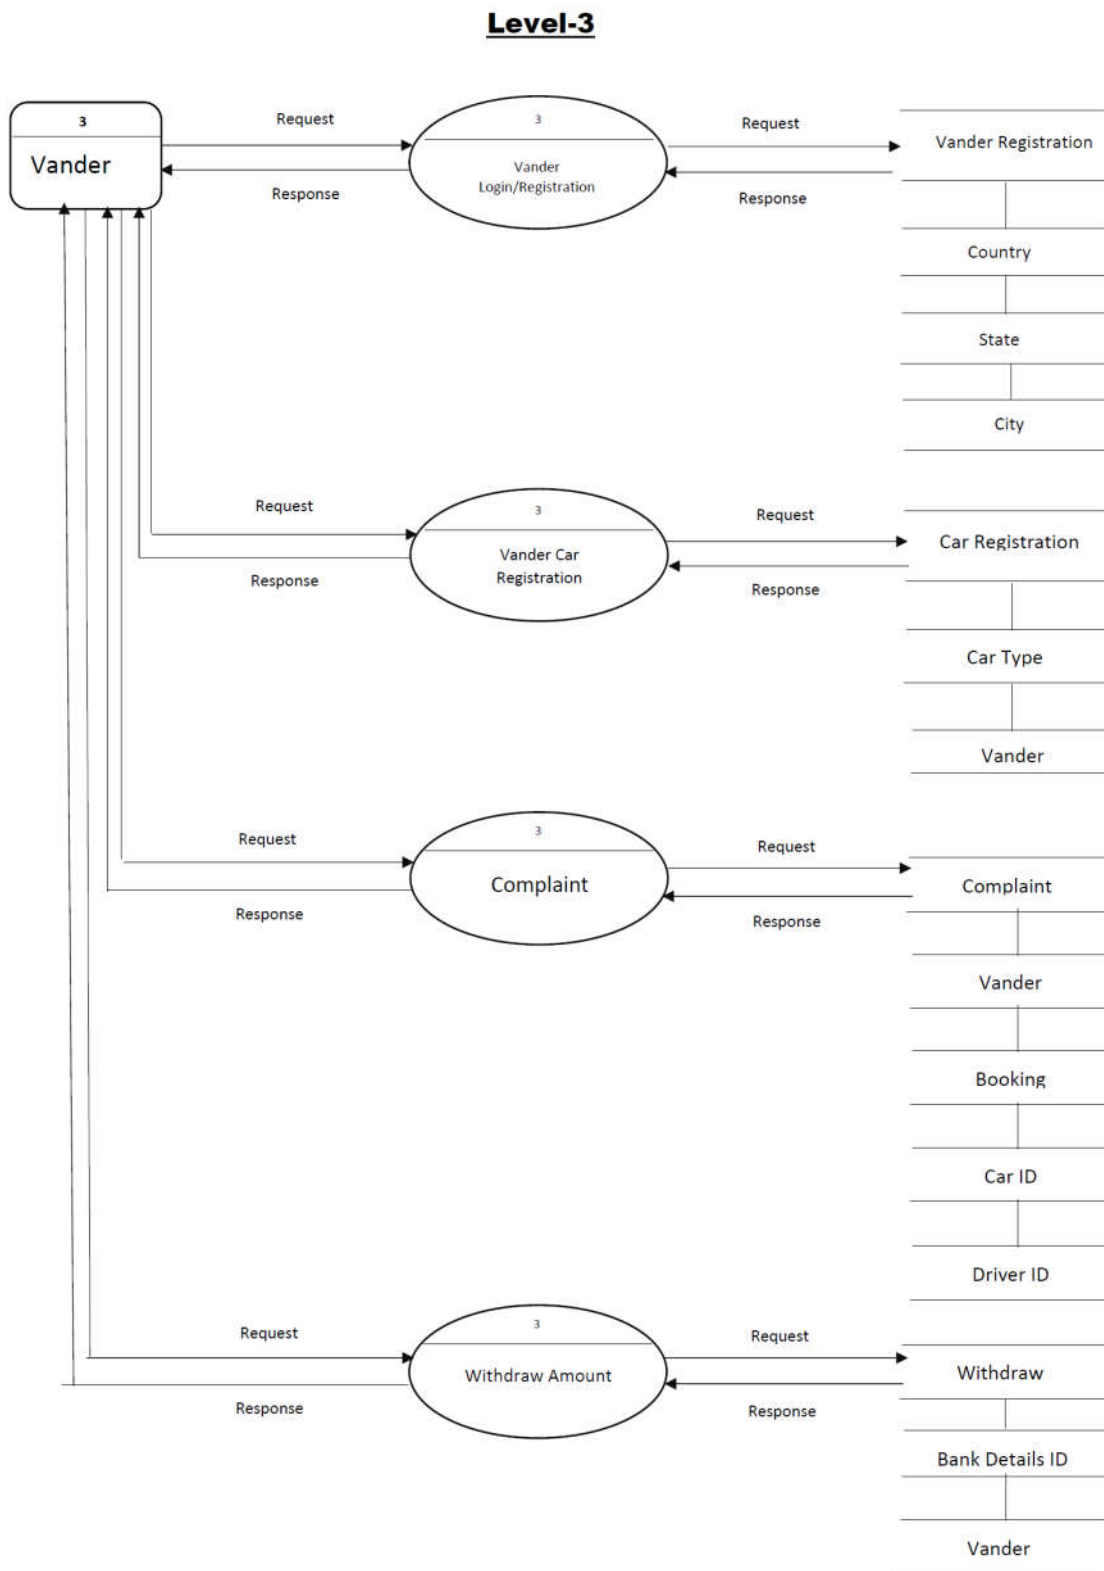 Level-3
3
Vander
Request
Response
3
Vander
Login/Registration
Request
Response
Vander Registration
Country
State
City
Request
Response
3
Vander Car
Registration
Request
Response
Car Registration
Car Type
Vander
Request
Response
3
Complaint
Request
Response
Complaint
Vander
Booking
Car ID
Driver ID
Request
Response
3
Withdraw Amount
Request
Response
Withdraw
Bank Details ID
Vander